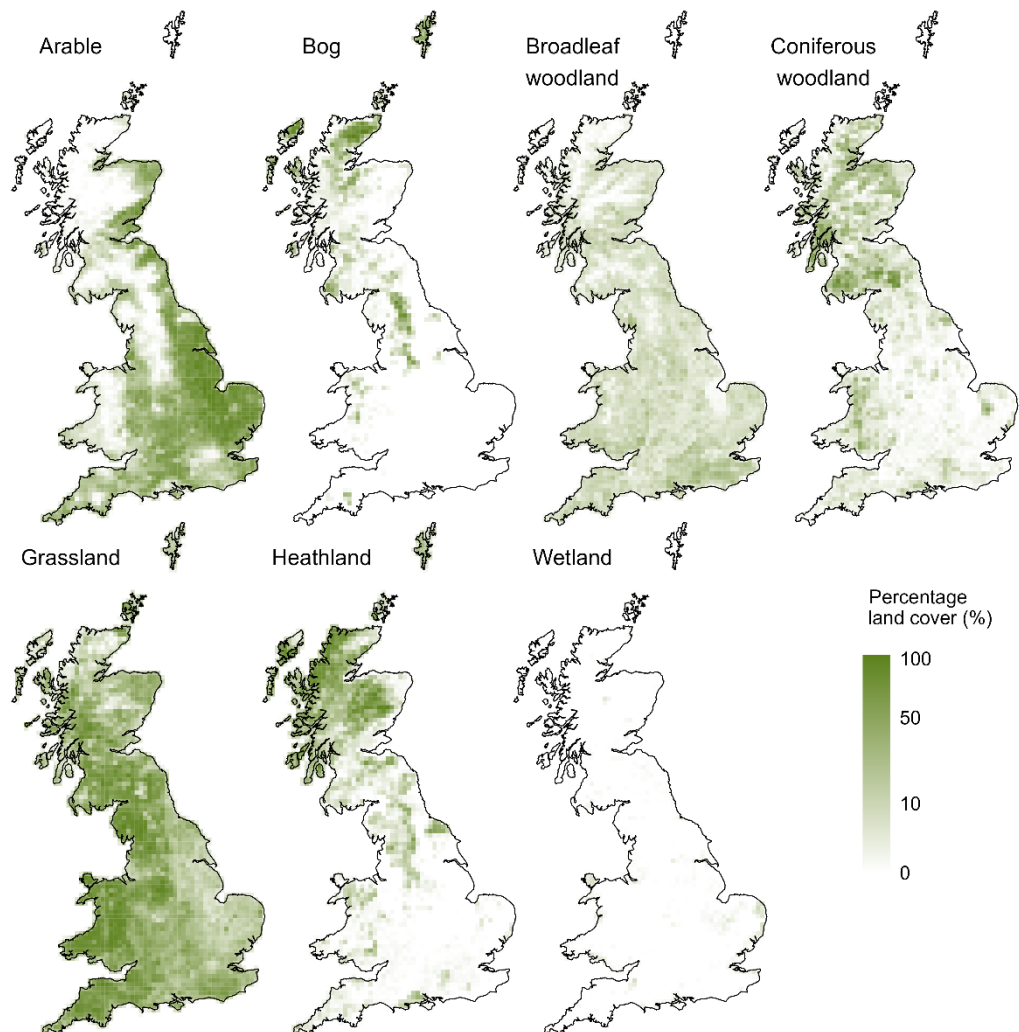 Arable
Bog
Broadleaf
woodland
Coniferous
woodland
Grassland
Heathland
Wetland
Percentage
land cover (%)
100
50
10
0